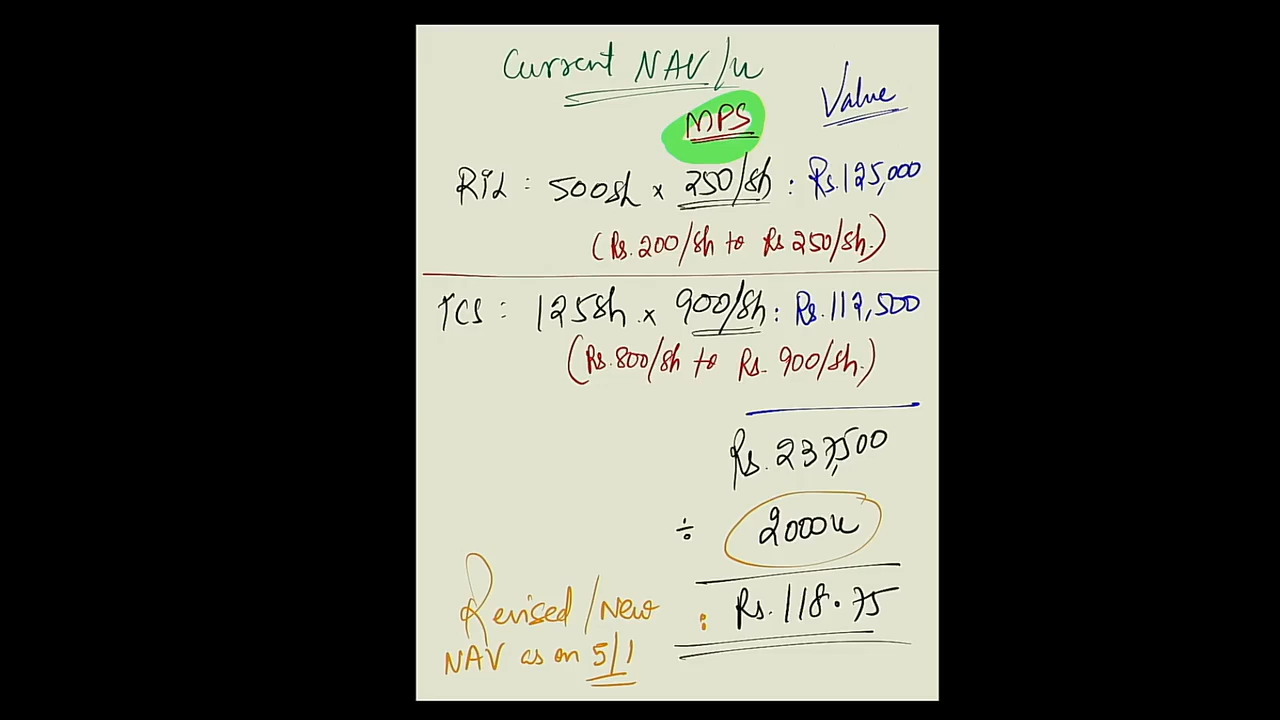 Current NAV/u
MPS
Value
RIL : 500sh × 250/sh : Rs.125,000
(Rs.200/sh to Rs 250/sh.)
TCS : 125sh × 900/sh : Rs.112,500
(Rs.800/sh to Rs. 900/sh.)
Rs.237,500
÷ 2000u
Revised/New : Rs.118.75
NAV as on 5/1